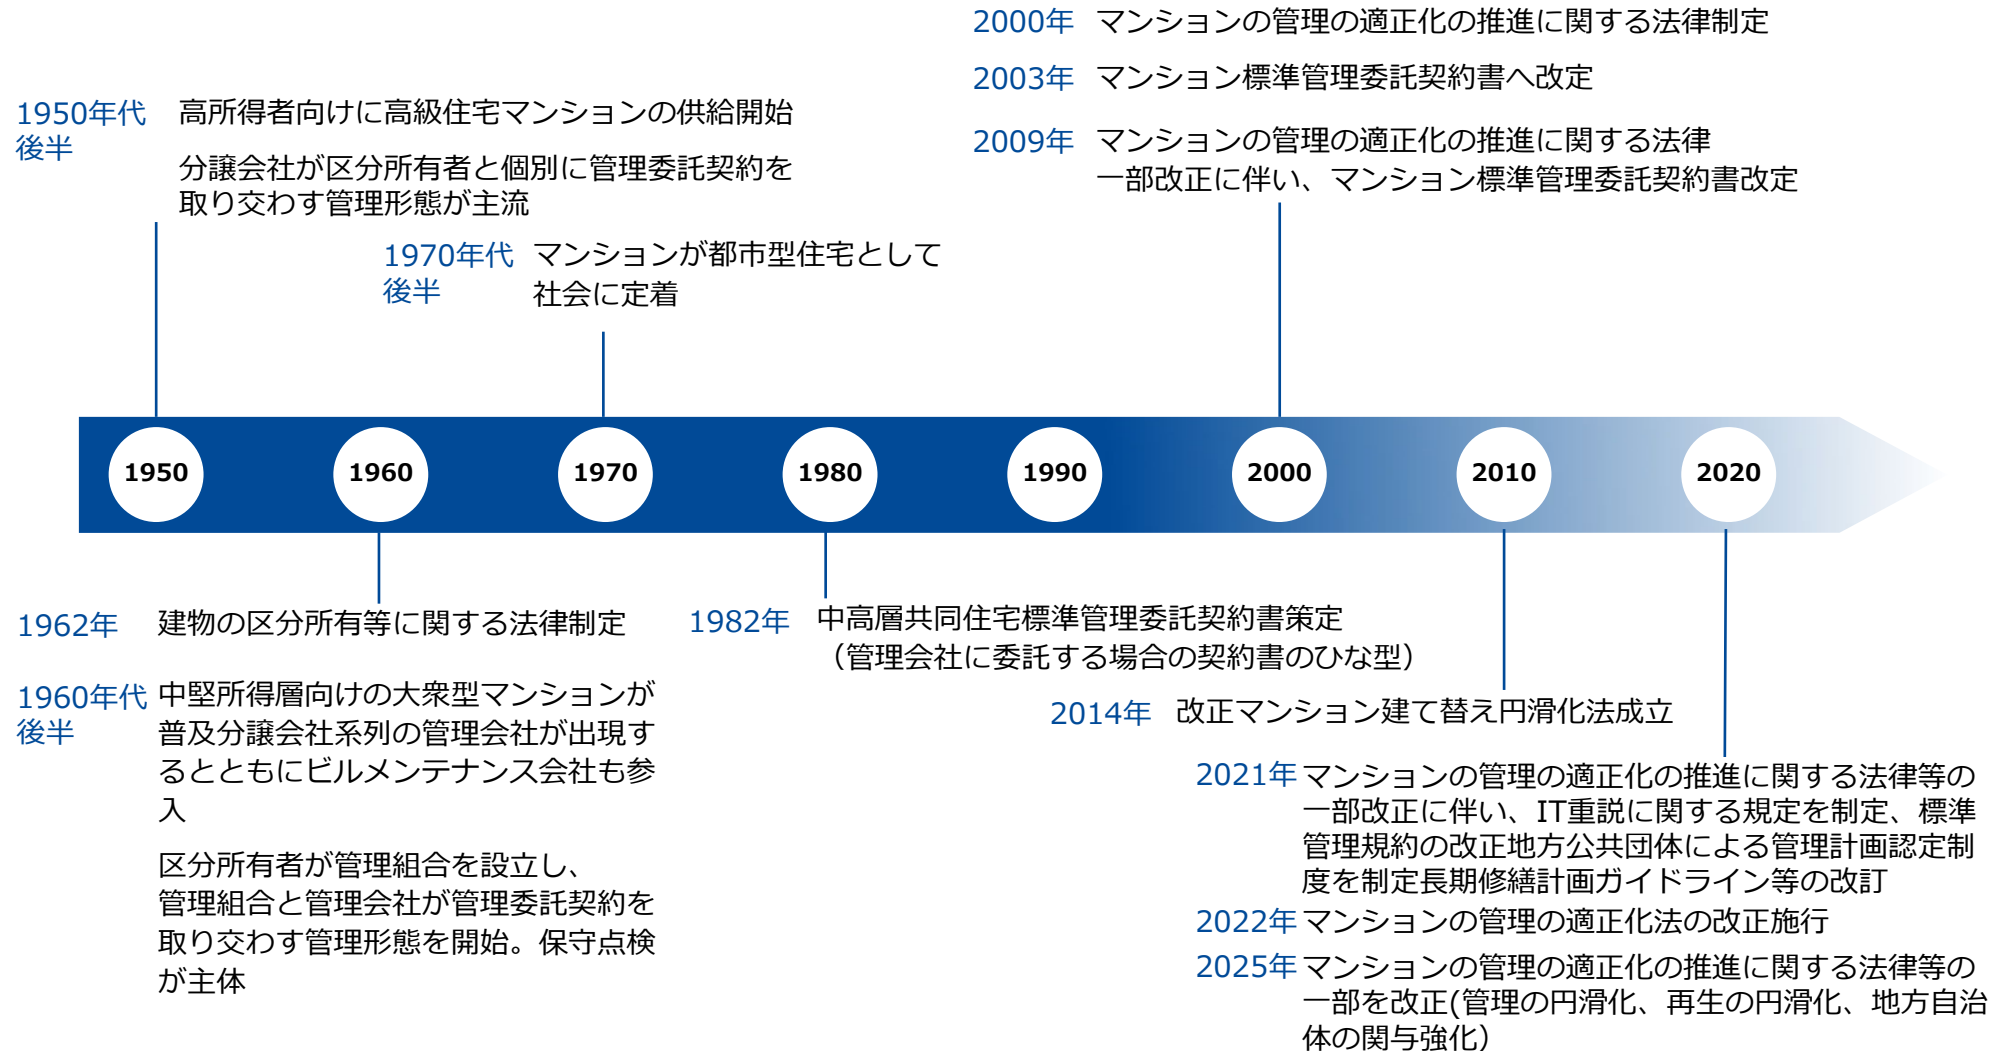 2000年 マンションの管理の適正化の推進に関する法律制定
2003年 マンション標準管理委託契約書へ改定
2009年 マンションの管理の適正化の推進に関する法律
一部改正に伴い、マンション標準管理委託契約書改定
1950年代
後半
高所得者向けに高級住宅マンションの供給開始
分譲会社が区分所有者と個別に管理委託契約を
取り交わす管理形態が主流
1970年代
後半
マンションが都市型住宅として
社会に定着
1950 1960 1970 1980 1990 2000 2010 2020
1962年 建物の区分所有等に関する法律制定
1960年代
後半
中堅所得層向けの大衆型マンションが
普及分譲会社系列の管理会社が出現す
るとともにビルメンテナンス会社も参
入
区分所有者が管理組合を設立し、
管理組合と管理会社が管理委託契約を
取り交わす管理形態を開始。保守点検
が主体
1982年 中高層共同住宅標準管理委託契約書策定
（管理会社に委託する場合の契約書のひな型）
2014年 改正マンション建て替え円滑化法成立
2021年 マンションの管理の適正化の推進に関する法律等の
一部改正に伴い、IT重説に関する規定を制定、標準
管理規約の改正地方公共団体による管理計画認定制
度を制定長期修繕計画ガイドライン等の改訂
2022年 マンションの管理の適正化法の改正施行
2025年 マンションの管理の適正化の推進に関する法律等の
一部を改正(管理の円滑化、再生の円滑化、地方自治
体の関与強化）